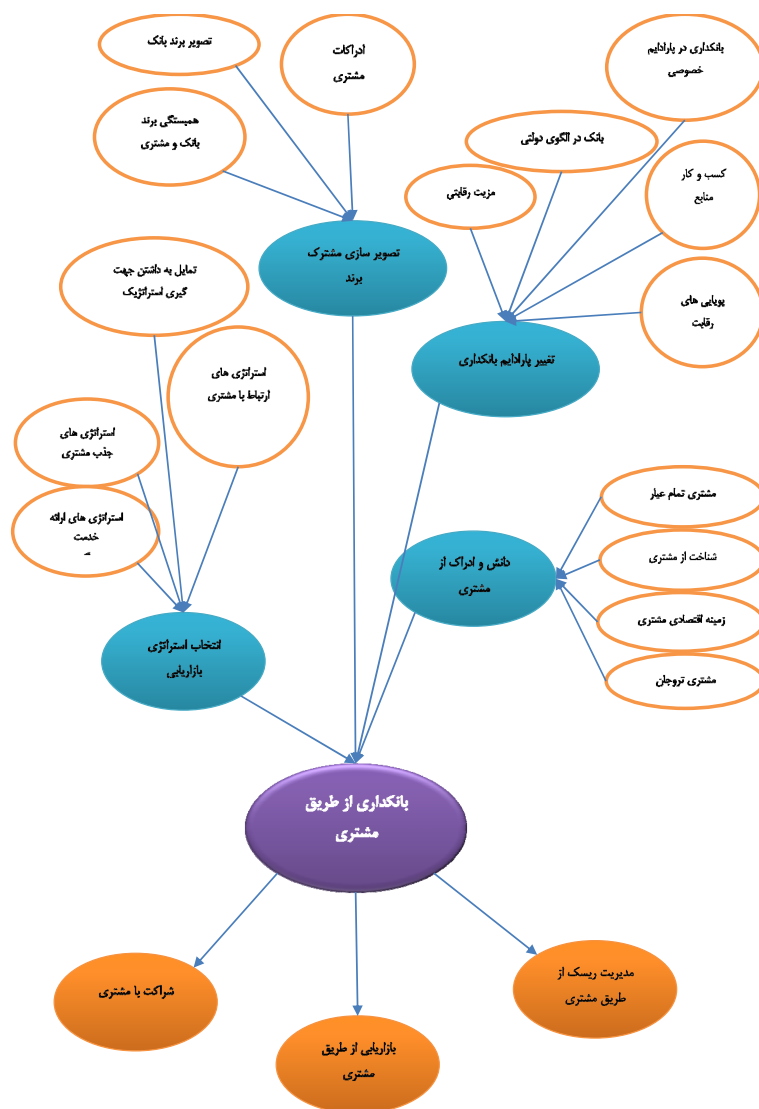 تصویر برند بانک
ادراکات
مشتری
بانکداری در پارادایم
خصوصی
همبستگی برند
بانک و مشتری
بانک در الگوی دولتی
مزیت رقابتی
کسب و کار
منابع
تصویر سازی مشترک
برند
تمایل به داشتن جهت
گیری استراتژیک
پویایی های
رقابت
تغییر پارادایم بانکداری
استراتژی های
ارتباط با مشتری
استراتژی های
جذب مشتری
استراتژی های ارائه
خدمت
مشتری تمام عیار
شناخت از مشتری
زمینه اقتصادی مشتری
مشتری تروجان
دانش و ادراک از
مشتری
انتخاب استراتژی
بازاریابی
بانکداری از طریق
مشتری
شراکت با مشتری
بازاریابی از طریق
مشتری
مدیریت ریسک از
طریق مشتری